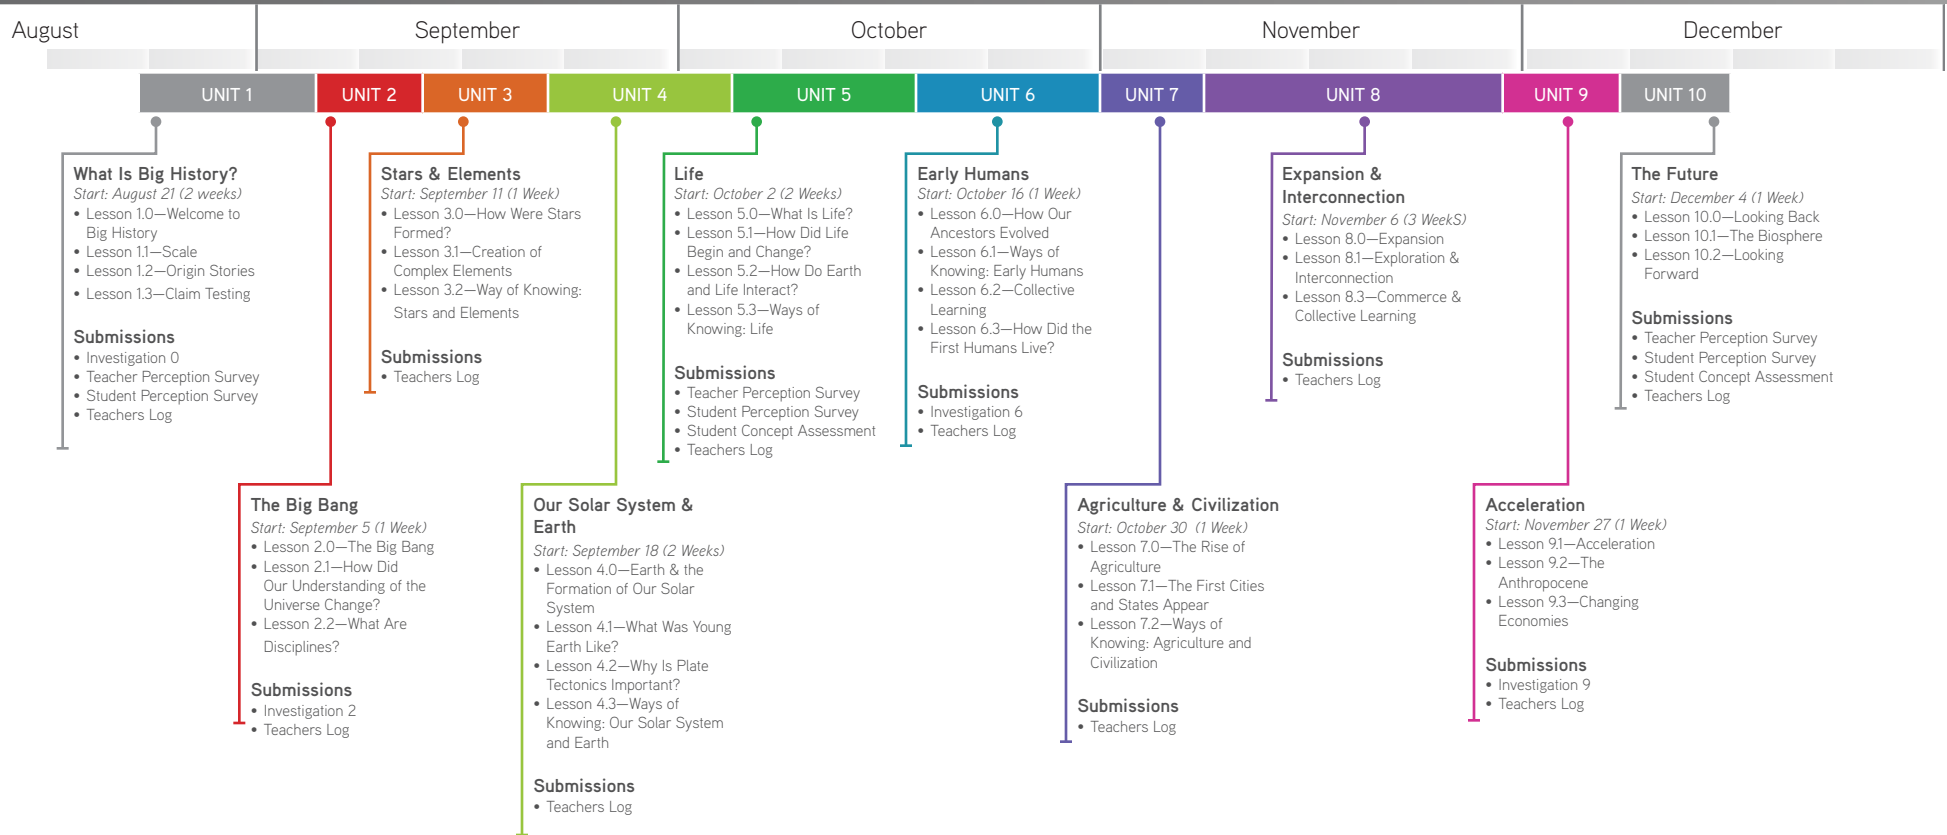 August
September
October
November
December
UNIT 1
UNIT 2
UNIT 3
UNIT 4
UNIT 5
UNIT 6
UNIT 7
UNIT 8
UNIT 9
UNIT 10
What Is Big History?
Start: August 21 (2 weeks)
• Lesson 1.0—Welcome to
Big History
• Lesson 1.1—Scale
• Lesson 1.2—Origin Stories
• Lesson 1.3—Claim Testing
Submissions
• Investigation 0
• Teacher Perception Survey
• Student Perception Survey
• Teachers Log
Stars & Elements
Start: September 11 (1 Week)
• Lesson 3.0—How Were Stars
Formed?
• Lesson 3.1—Creation of
Complex Elements
• Lesson 3.2—Way of Knowing:
Stars and Elements
Submissions
• Teachers Log
Life
Start: October 2 (2 Weeks)
• Lesson 5.0—What Is Life?
• Lesson 5.1—How Did Life
Begin and Change?
• Lesson 5.2—How Do Earth
and Life Interact?
• Lesson 5.3—Ways of
Knowing: Life
Submissions
• Teacher Perception Survey
• Student Perception Survey
• Student Concept Assessment
• Teachers Log
Early Humans
Start: October 16 (1 Week)
• Lesson 6.0—How Our
Ancestors Evolved
• Lesson 6.1—Ways of
Knowing: Early Humans
• Lesson 6.2—Collective
Learning
• Lesson 6.3—How Did the
First Humans Live?
Submissions
• Investigation 6
• Teachers Log
Expansion &
Interconnection
Start: November 6 (3 WeekS)
• Lesson 8.0—Expansion
• Lesson 8.1—Exploration &
Interconnection
• Lesson 8.3—Commerce &
Collective Learning
Submissions
• Teachers Log
The Future
Start: December 4 (1 Week)
• Lesson 10.0—Looking Back
• Lesson 10.1—The Biosphere
• Lesson 10.2—Looking
Forward
Submissions
• Teacher Perception Survey
• Student Perception Survey
• Student Concept Assessment
• Teachers Log
The Big Bang
Start: September 5 (1 Week)
• Lesson 2.0—The Big Bang
• Lesson 2.1—How Did
Our Understanding of the
Universe Change?
• Lesson 2.2—What Are
Disciplines?
Submissions
• Investigation 2
• Teachers Log
Our Solar System &
Earth
Start: September 18 (2 Weeks)
• Lesson 4.0—Earth & the
Formation of Our Solar
System
• Lesson 4.1—What Was Young
Earth Like?
• Lesson 4.2—Why Is Plate
Tectonics Important?
• Lesson 4.3—Ways of
Knowing: Our Solar System
and Earth
Submissions
• Teachers Log
Agriculture & Civilization
Start: October 30 (1 Week)
• Lesson 7.0—The Rise of
Agriculture
• Lesson 7.1—The First Cities
and States Appear
• Lesson 7.2—Ways of
Knowing: Agriculture and
Civilization
Submissions
• Teachers Log
Acceleration
Start: November 27 (1 Week)
• Lesson 9.1—Acceleration
• Lesson 9.2—The
Anthropocene
• Lesson 9.3—Changing
Economies
Submissions
• Investigation 9
• Teachers Log